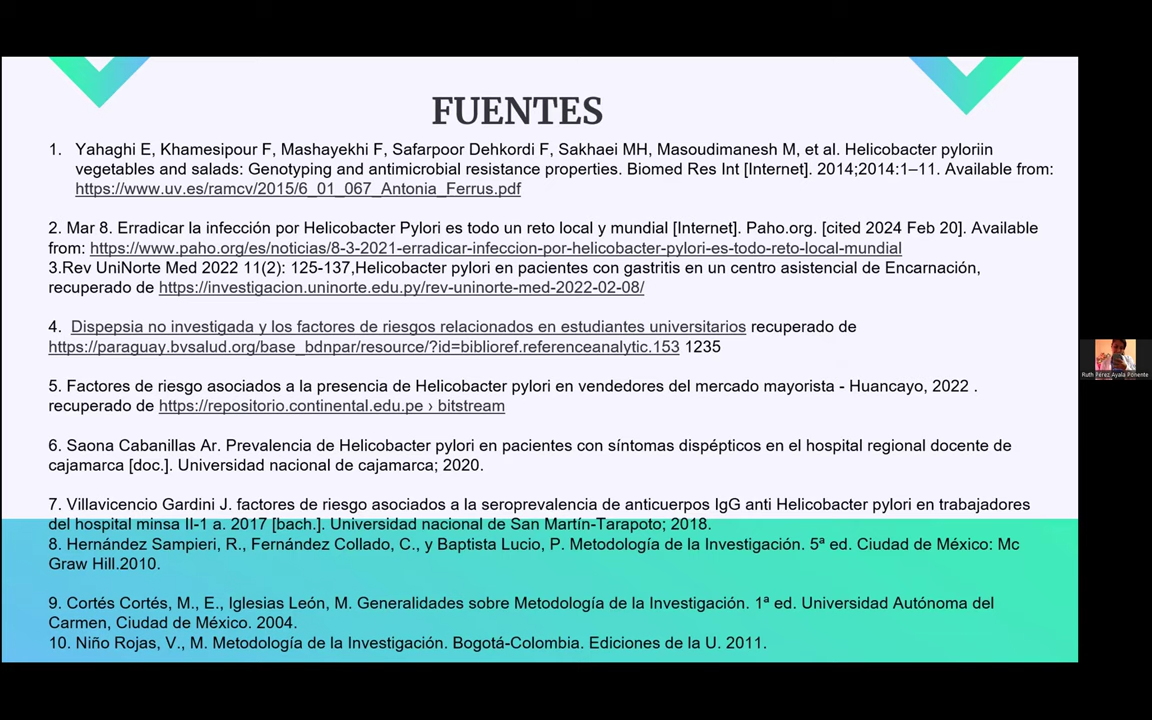 FUENTES
1. Yahaghi E, Khamesipour F, Mashayekhi F, Safarpoor Dehkordi F, Sakhaei MH, Masoudimanesh M, et al. Helicobacter pyloriin
vegetables and salads: Genotyping and antimicrobial resistance properties. Biomed Res Int [Internet]. 2014;2014:1–11. Available from:
https://www.uv.es/ramcv/2015/6_01_067_Antonia_Ferrus.pdf
2. Mar 8. Erradicar la infección por Helicobacter Pylori es todo un reto local y mundial [Internet]. Paho.org. [cited 2024 Feb 20]. Available
from: https://www.paho.org/es/noticias/8-3-2021-erradicar-infeccion-por-helicobacter-pylori-es-todo-reto-local-mundial
3.Rev UniNorte Med 2022 11(2): 125-137,Helicobacter pylori en pacientes con gastritis en un centro asistencial de Encarnación,
recuperado de https://investigacion.uninorte.edu.py/rev-uninorte-med-2022-02-08/
4. Dispepsia no investigada y los factores de riesgos relacionados en estudiantes universitarios recuperado de
https://paraguay.bvsalud.org/base_bdnpar/resource/?id=biblioref.referenceanalytic.153 1235
5. Factores de riesgo asociados a la presencia de Helicobacter pylori en vendedores del mercado mayorista - Huancayo, 2022 .
recuperado de https://repositorio.continental.edu.pe › bitstream
6. Saona Cabanillas Ar. Prevalencia de Helicobacter pylori en pacientes con síntomas dispépticos en el hospital regional docente de
cajamarca [doc.]. Universidad nacional de cajamarca; 2020.
7. Villavicencio Gardini J. factores de riesgo asociados a la seroprevalencia de anticuerpos IgG anti Helicobacter pylori en trabajadores
del hospital minsa II-1 a. 2017 [bach.]. Universidad nacional de San Martín-Tarapoto; 2018.
8. Hernández Sampieri, R., Fernández Collado, C., y Baptista Lucio, P. Metodología de la Investigación. 5ª ed. Ciudad de México: Mc
Graw Hill.2010.
9. Cortés Cortés, M., E., Iglesias León, M. Generalidades sobre Metodología de la Investigación. 1ª ed. Universidad Autónoma del
Carmen, Ciudad de México. 2004.
10. Niño Rojas, V., M. Metodología de la Investigación. Bogotá-Colombia. Ediciones de la U. 2011.
Ruth Pérez Ayala Ponente